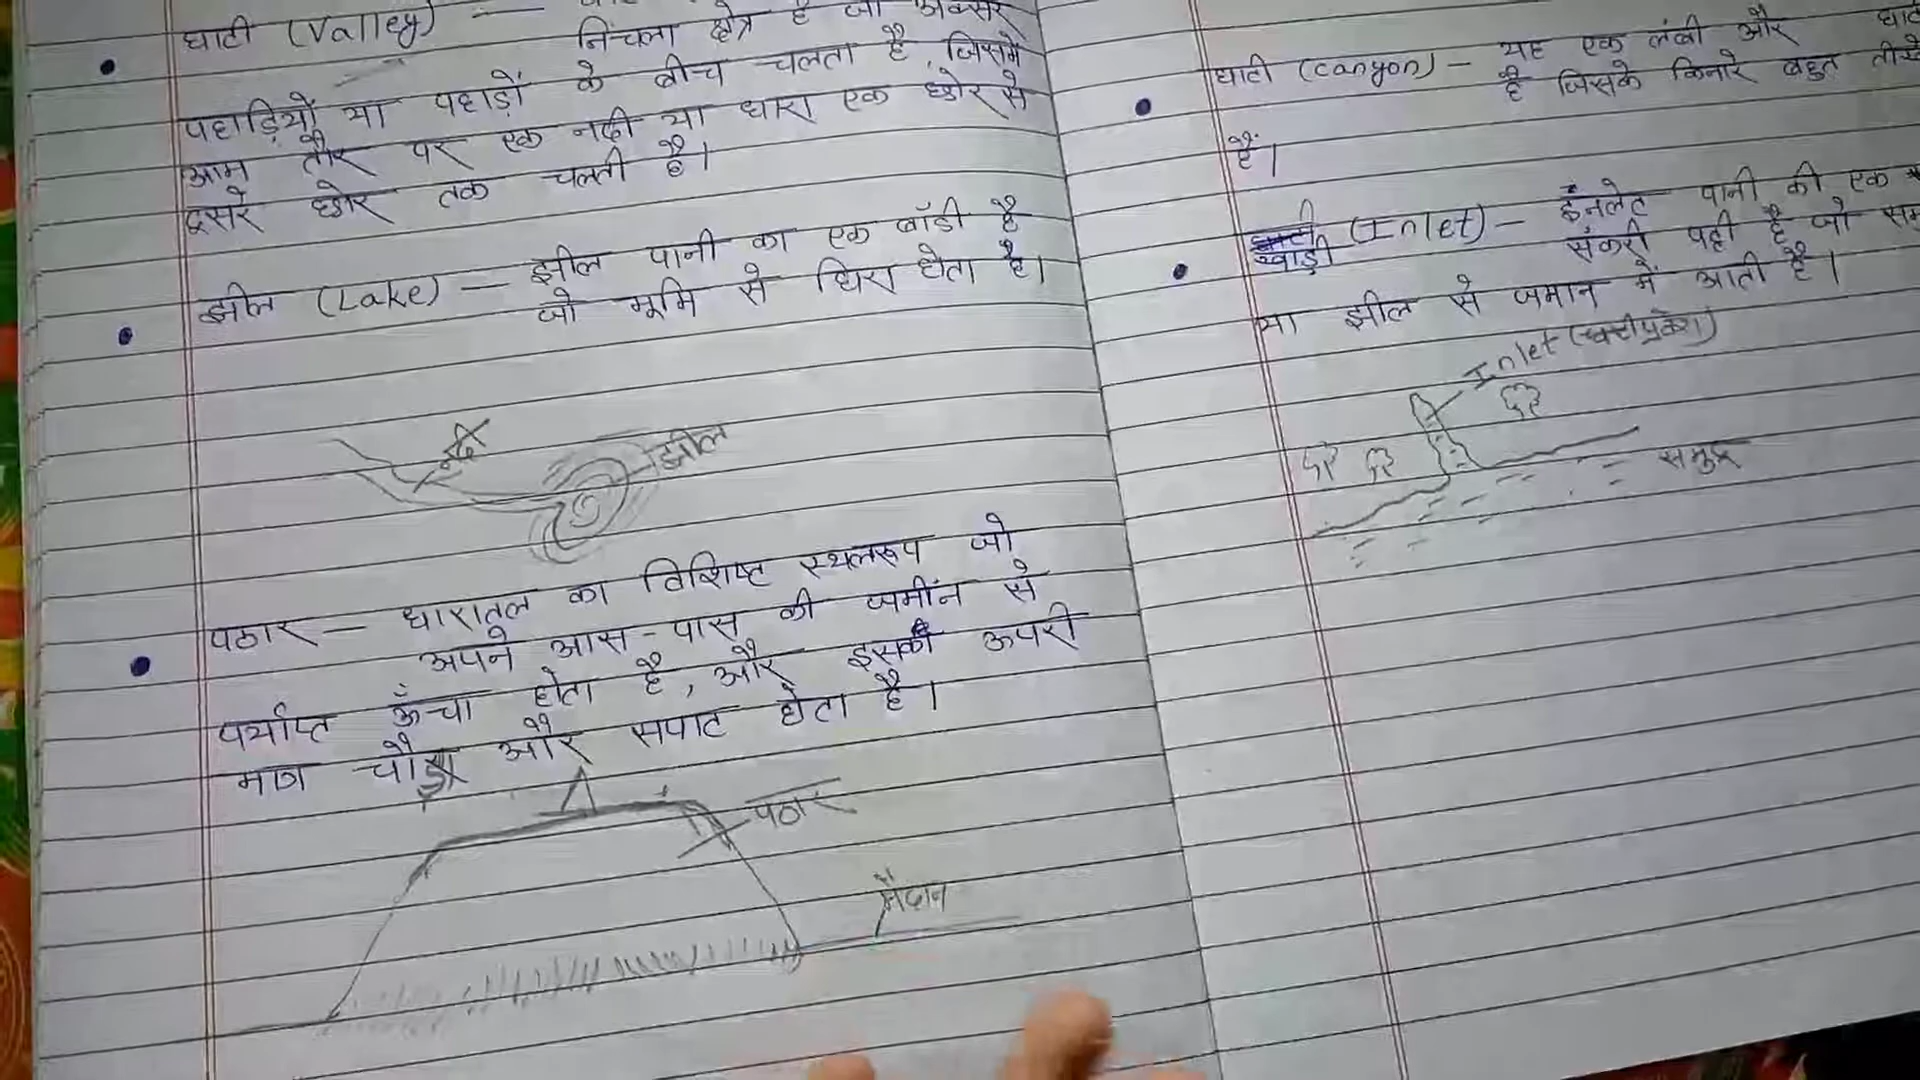 घाटी (Valley) —
निंचला क्षेत्र है जो अक्सर
पहाड़ियों या पहाड़ों के बीच चलता है, जिसमें
आम तौर पर एक नदी या धारा एक छोर से
दूसरे छोर तक चलती है।
झील (Lake) — झील पानी का एक बॉडी है
जो भूमि से घिरा होता है।
नदी
झील
पठार — धारातल का विशिष्ट स्थलरूप जो
अपने आस-पास की जमींन से
पर्याप्त ऊँचा होता है, और इसकी ऊपरी
भाग चौड़ा और सपाट होता है।
पठार
मैदान
घाटी (Canyon) — यह एक लंबी और
है जिसके किनारे बहुत
हैं।
खाड़ी (Inlet) — इनलेट पानी की एक
संकरी पट्टी है जो
या झील से जमान में आती है।
Inlet
समुद्र